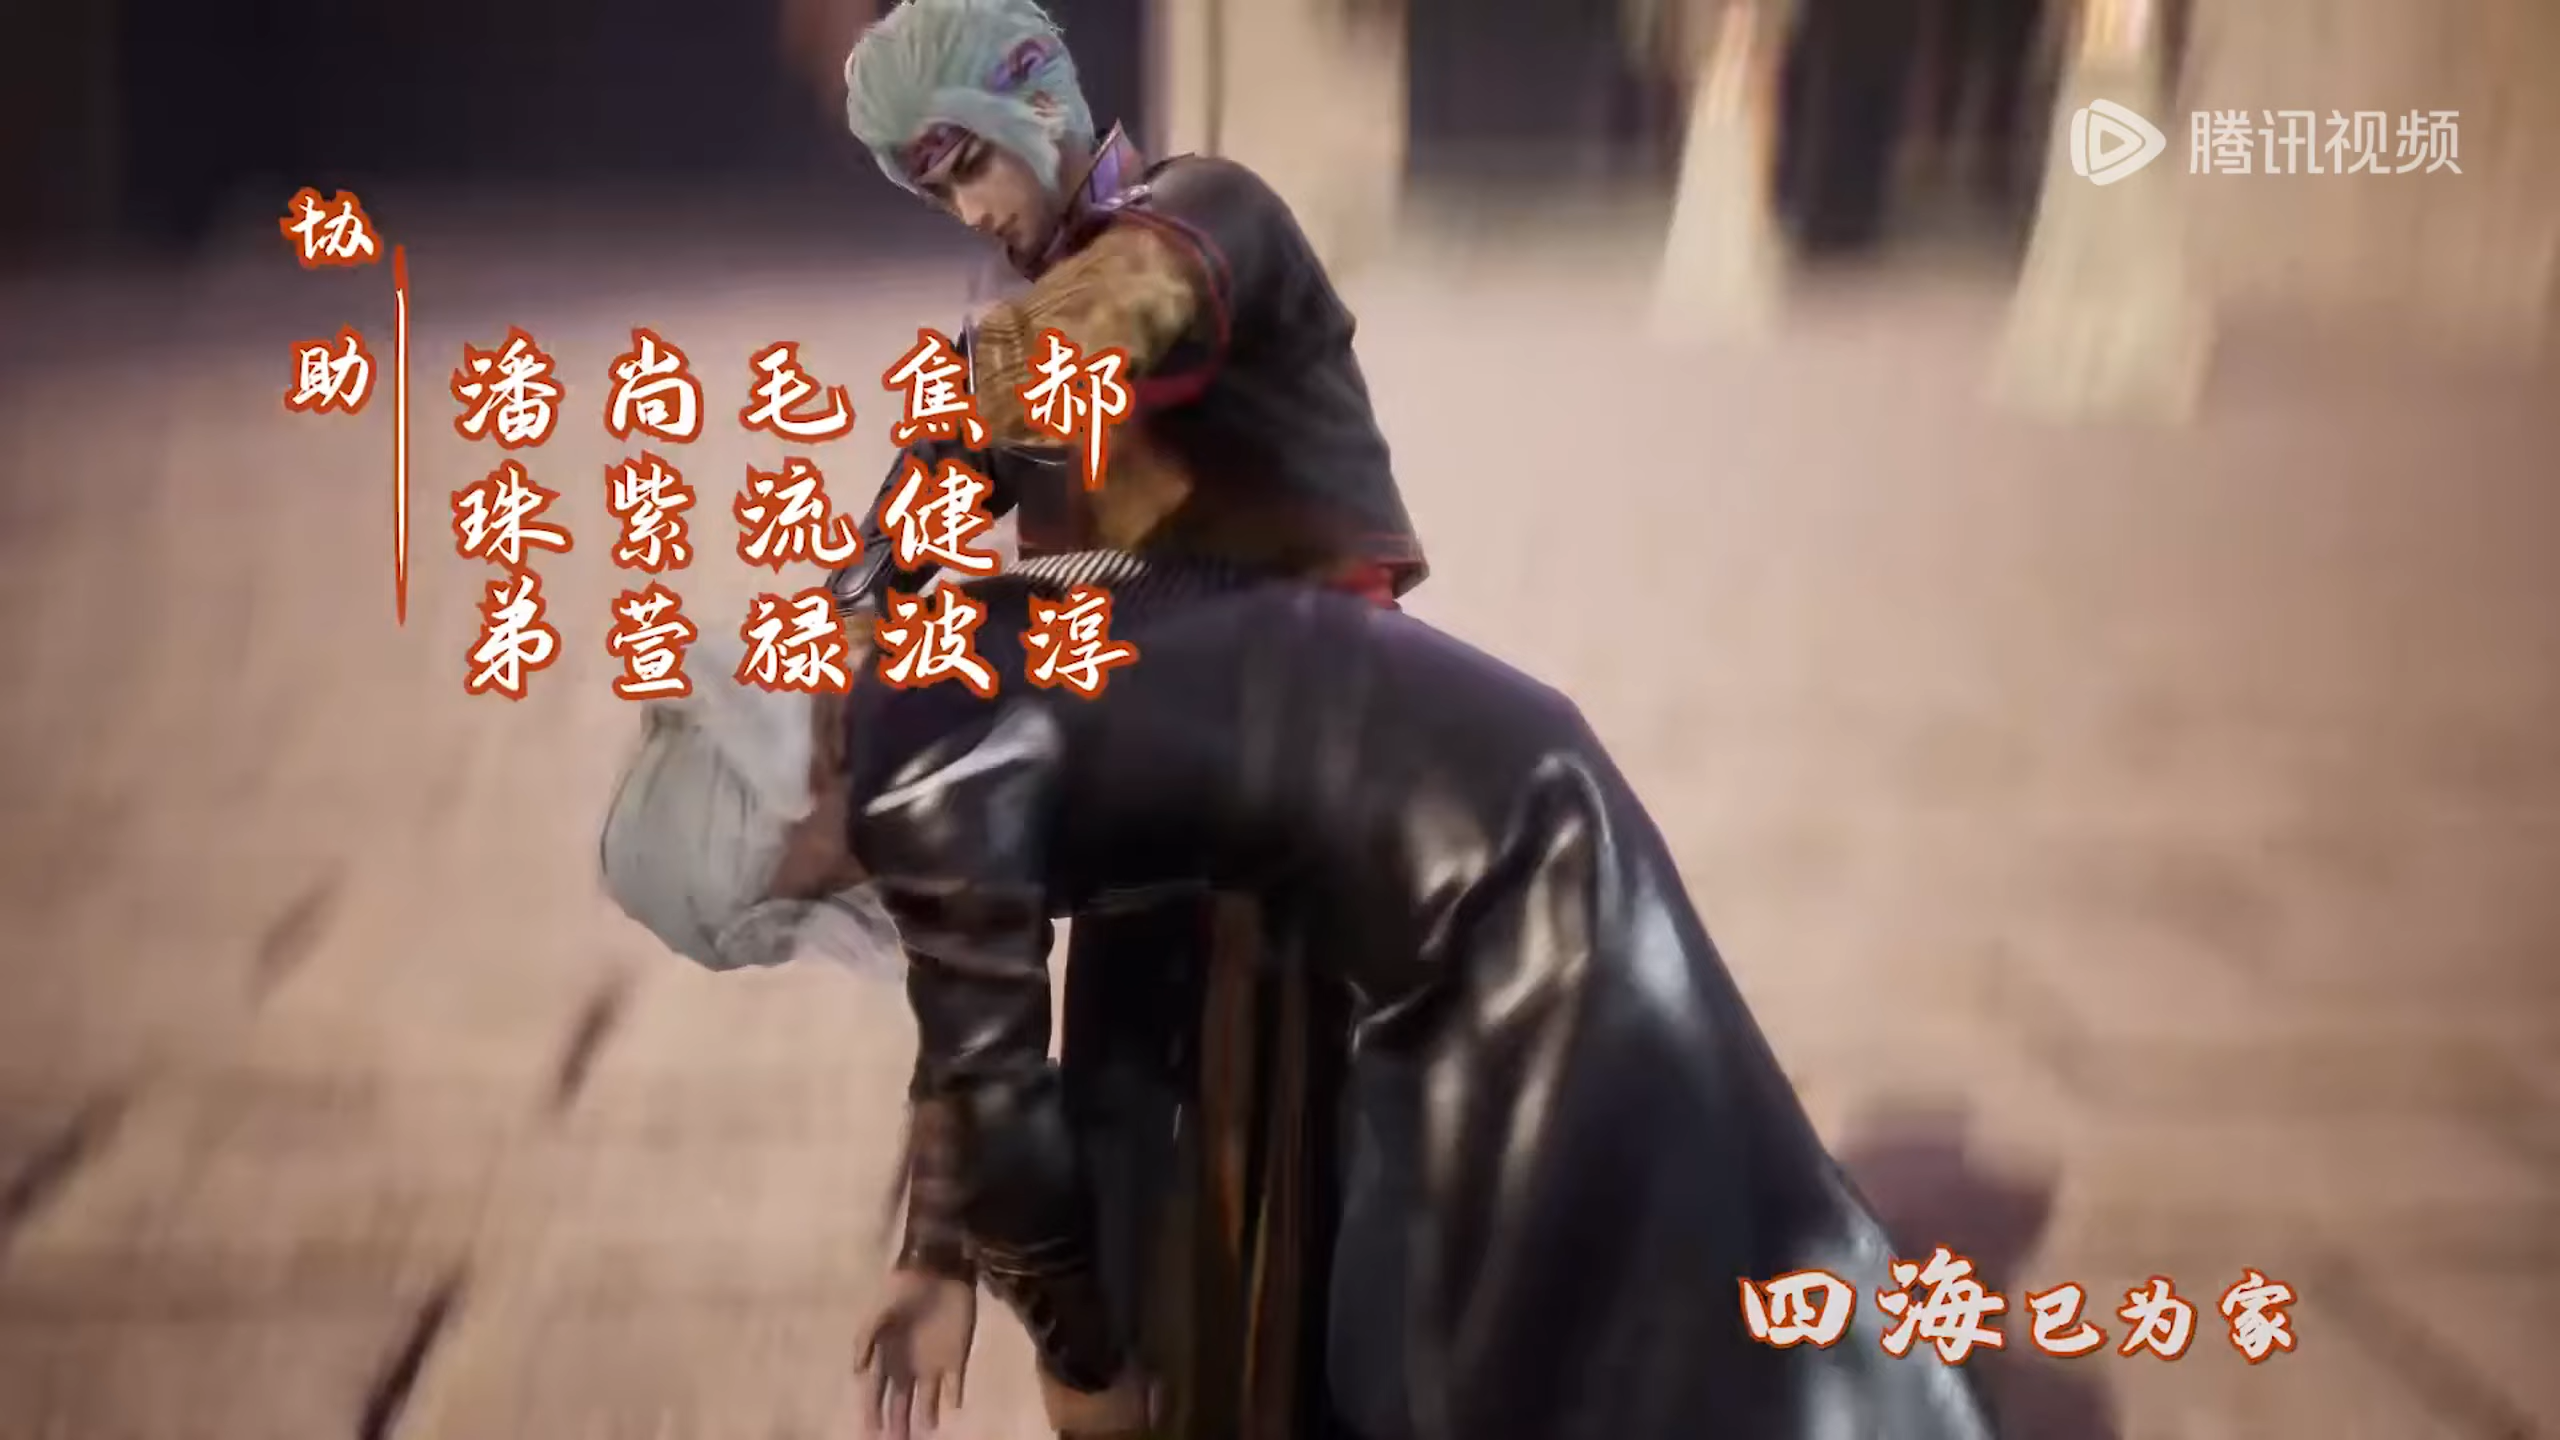 腾讯视频
协助
潘珠弟
尚紫萱
毛流禄
焦健波
郝淳
四海已为家